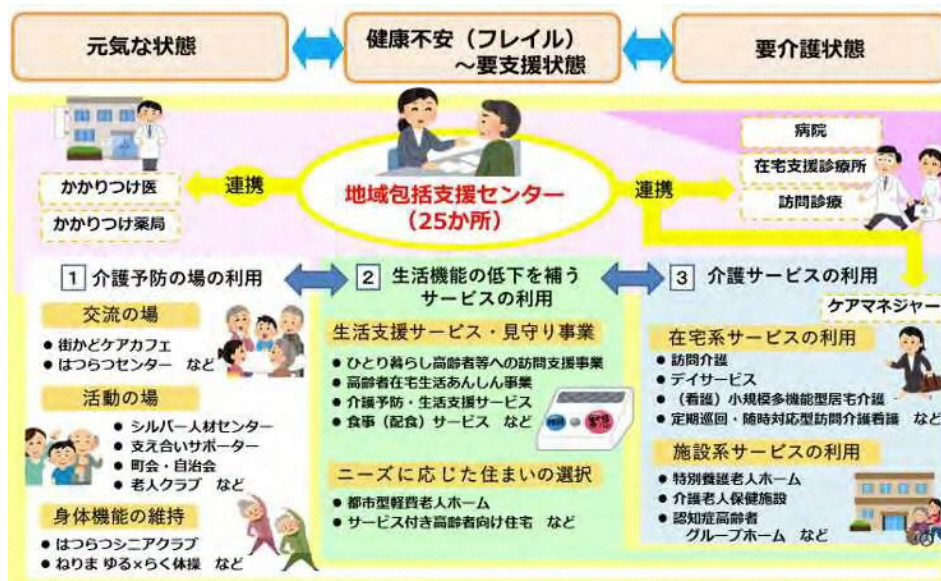 元気な状態
健康不安(フレイル)
~要支援状態
要介護状態
かかりつけ医
かかりつけ薬局
連携
地域包括支援センター
(25か所)
連携
病院
在宅支援診療所
訪問診療
ケアマネジャー
1 介護予防の場の利用
交流の場
● 街かどケアカフェ
● はつらつセンター など
活動の場
● シルバー人材センター
● 支え合いサポーター
● 町会・自治会
● 老人クラブ など
身体機能の維持
● はつらつシニアクラブ
● ねりま ゆる×らく体操 など
2 生活機能の低下を補う
サービスの利用
生活支援サービス・見守り事業
● ひとり暮らし高齢者等への訪問支援事業
● 高齢者在宅生活あんしん事業
● 介護予防・生活支援サービス
● 食事(配食)サービス など
緊急
ニーズに応じた住まいの選択
● 都市型軽費老人ホーム
● サービス付き高齢者向け住宅 など
3 介護サービスの利用
在宅系サービスの利用
● 訪問介護
● デイサービス
● (看護)小規模多機能型居宅介護
● 定期巡回・随時対応型訪問介護看護 など
施設系サービスの利用
● 特別養護老人ホーム
● 介護老人保健施設
● 認知症高齢者
グループホーム など